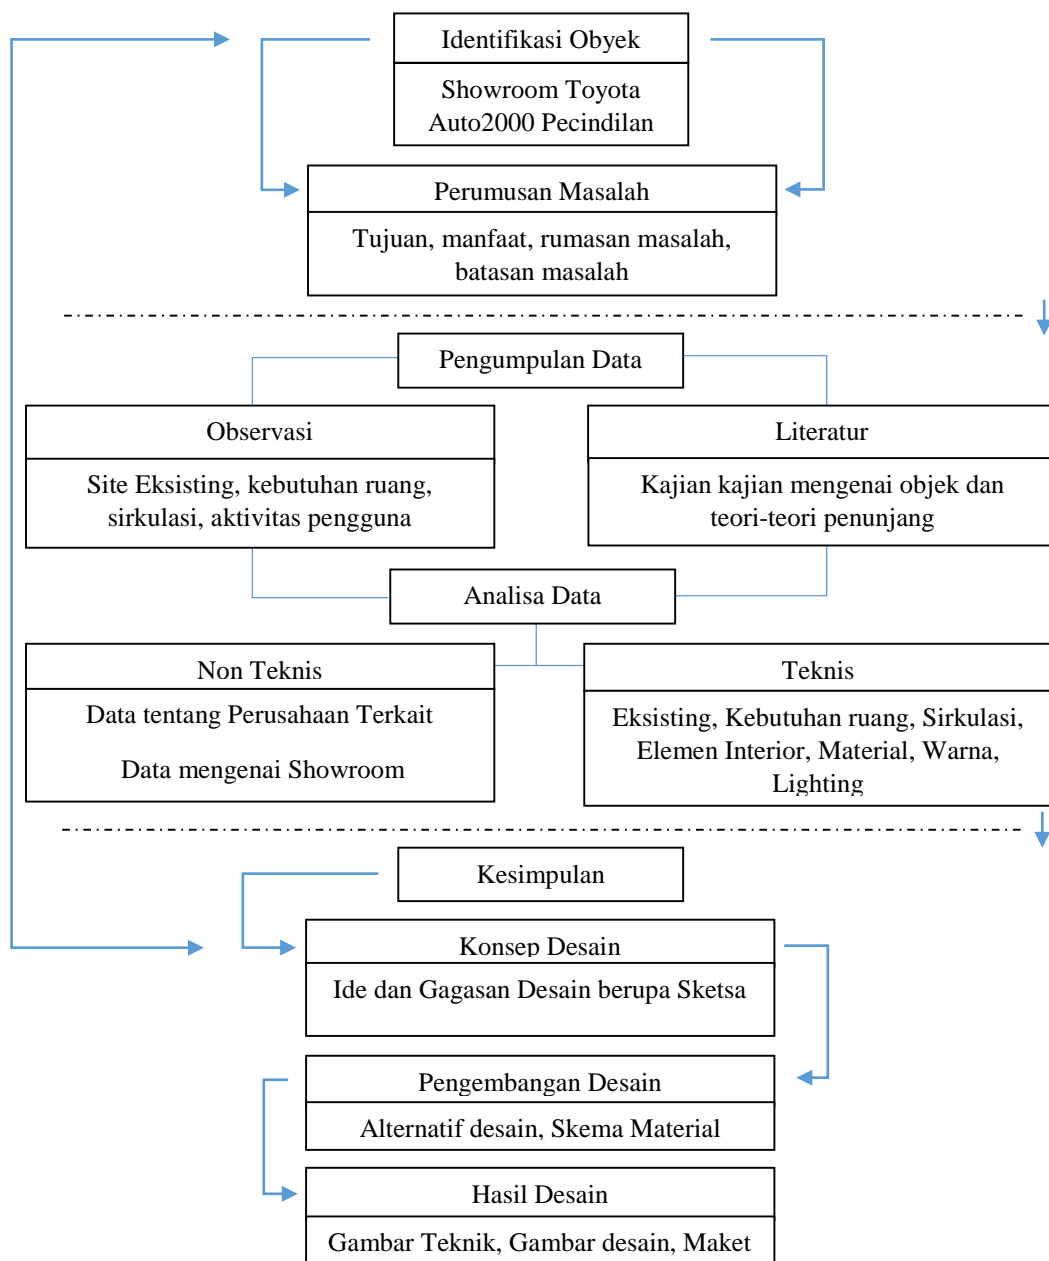 Identifikasi Obyek
Showroom Toyota
Auto2000 Pecindilan
Perumusan Masalah
Tujuan, manfaat, rumasan masalah,
batasan masalah
Pengumpulan Data
Observasi
Site Eksisting, kebutuhan ruang,
sirkulasi, aktivitas pengguna
Literatur
Kajian kajian mengenai objek dan
teori-teori penunjang
Analisa Data
Non Teknis
Data tentang Perusahaan Terkait
Data mengenai Showroom
Teknis
Eksisting, Kebutuhan ruang, Sirkulasi,
Elemen Interior, Material, Warna,
Lighting
Kesimpulan
Konsep Desain
Ide dan Gagasan Desain berupa Sketsa
Pengembangan Desain
Alternatif desain, Skema Material
Hasil Desain
Gambar Teknik, Gambar desain, Maket